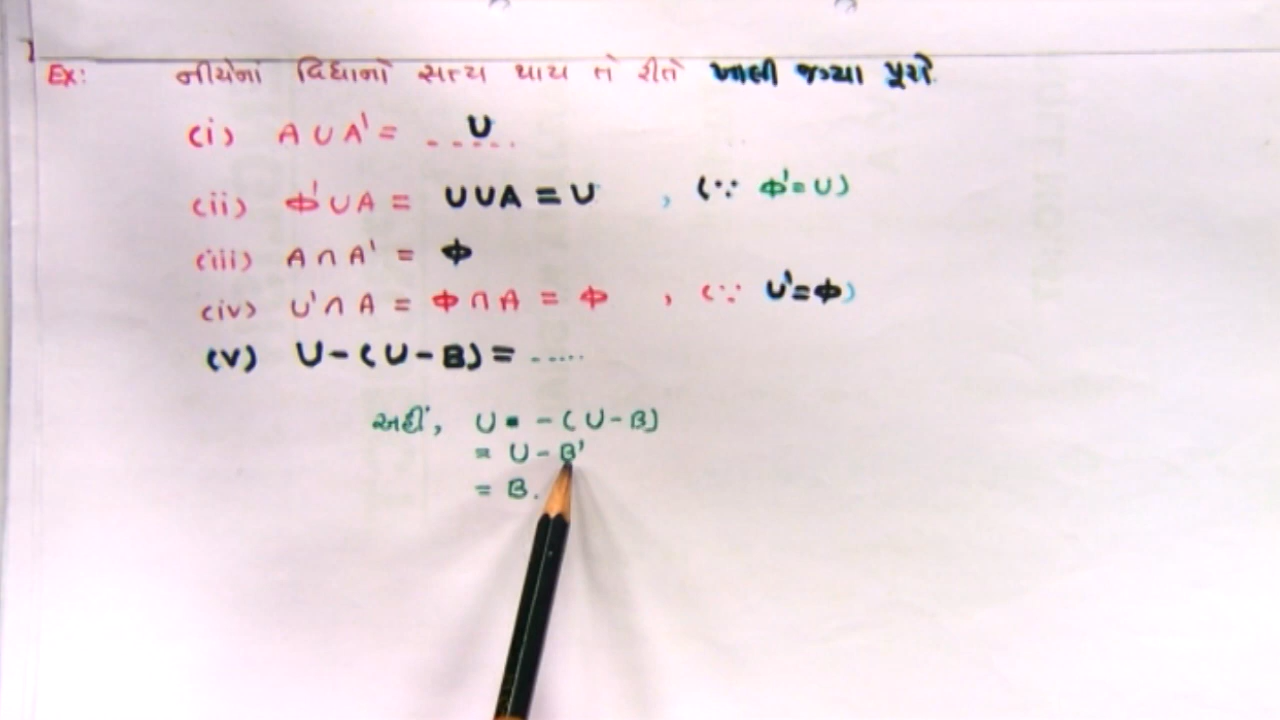 Ex: નીચેનાં વિધાનો સત્ય થાય તે રીતે ખાલી જગ્યા પૂરો.
(i) A ∪ A' = ..U...
(ii) Φ' ∪ A = U ∪ A = U , (∵ Φ' = U)
(iii) A ∩ A' = Φ
(iv) U' ∩ A = Φ ∩ A = Φ , (∵ U' = Φ)
(v) U - (U - B) = .....
અહીં, U - (U - B)
= U - B'
= B.